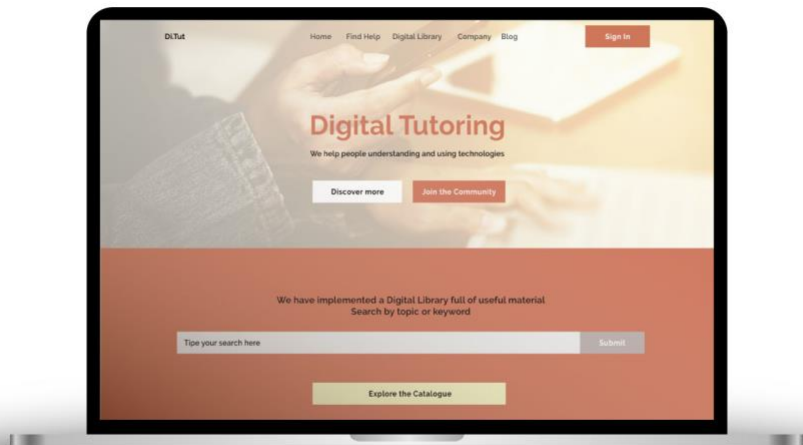 Di.Tut
Home Find Help Digital Library Company Blog
Sign In
Digital Tutoring
We help people understanding and using technologies
Discover more
Join the Community
We have implemented a Digital Library full of useful material
Search by topic or keyword
Tipe your search here
Submit
Explore the Catalogue